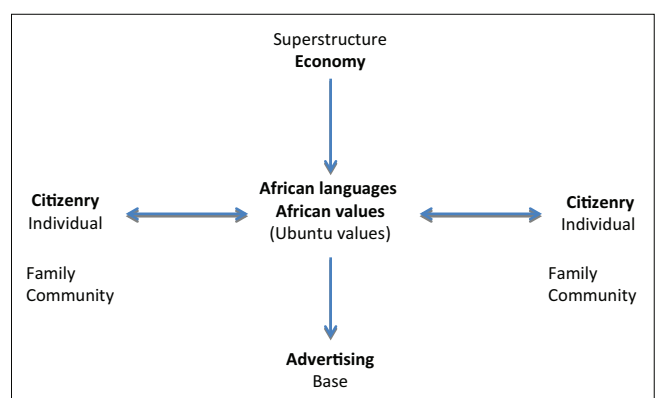 Superstructure
Economy
Citizenry
Individual
Family
Community
African languages
African values
(Ubuntu values)
Citizenry
Individual
Family
Community
Advertising
Base